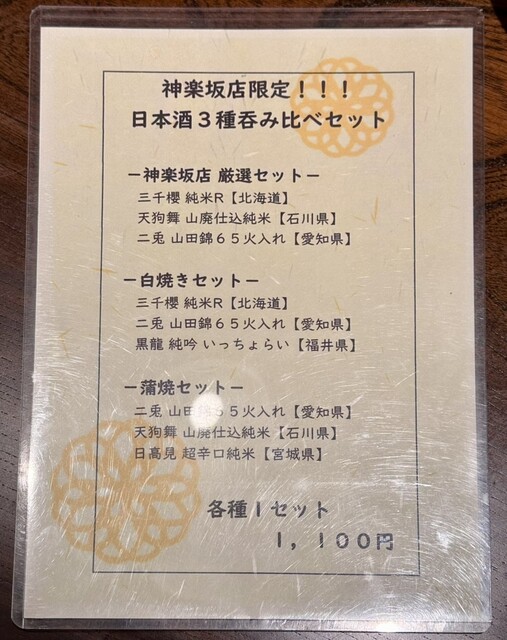 神楽坂店限定！！！
日本酒３種呑み比べセット
－神楽坂店 厳選セット－
三千櫻 純米R【北海道】
天狗舞 山廃仕込純米【石川県】
二兎 山田錦６５火入れ【愛知県】
－白焼きセット－
三千櫻 純米R【北海道】
二兎 山田錦６５火入れ【愛知県】
黒龍 純吟 いっちょらい【福井県】
－蒲焼セット－
二兎 山田錦６５火入れ【愛知県】
天狗舞 山廃仕込純米【石川県】
日高見 超辛口純米【宮城県】
各種１セット
１，１００円